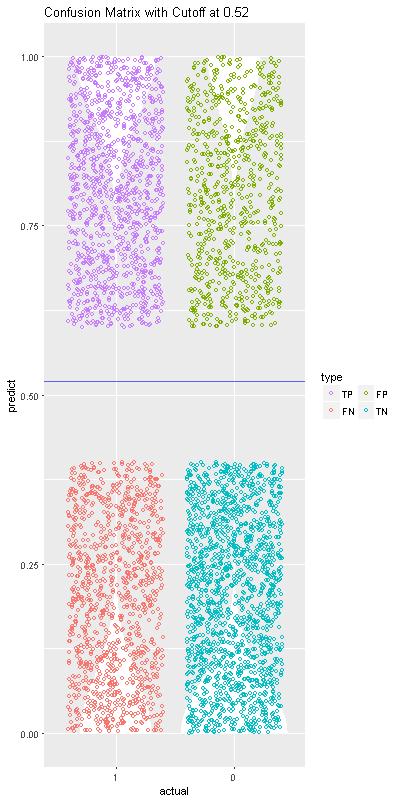 Confusion Matrix with Cutoff at 0.52
1.00
0.75
0.50
0.25
0.00
predict
1 0
actual
type
TP FP
FN TN